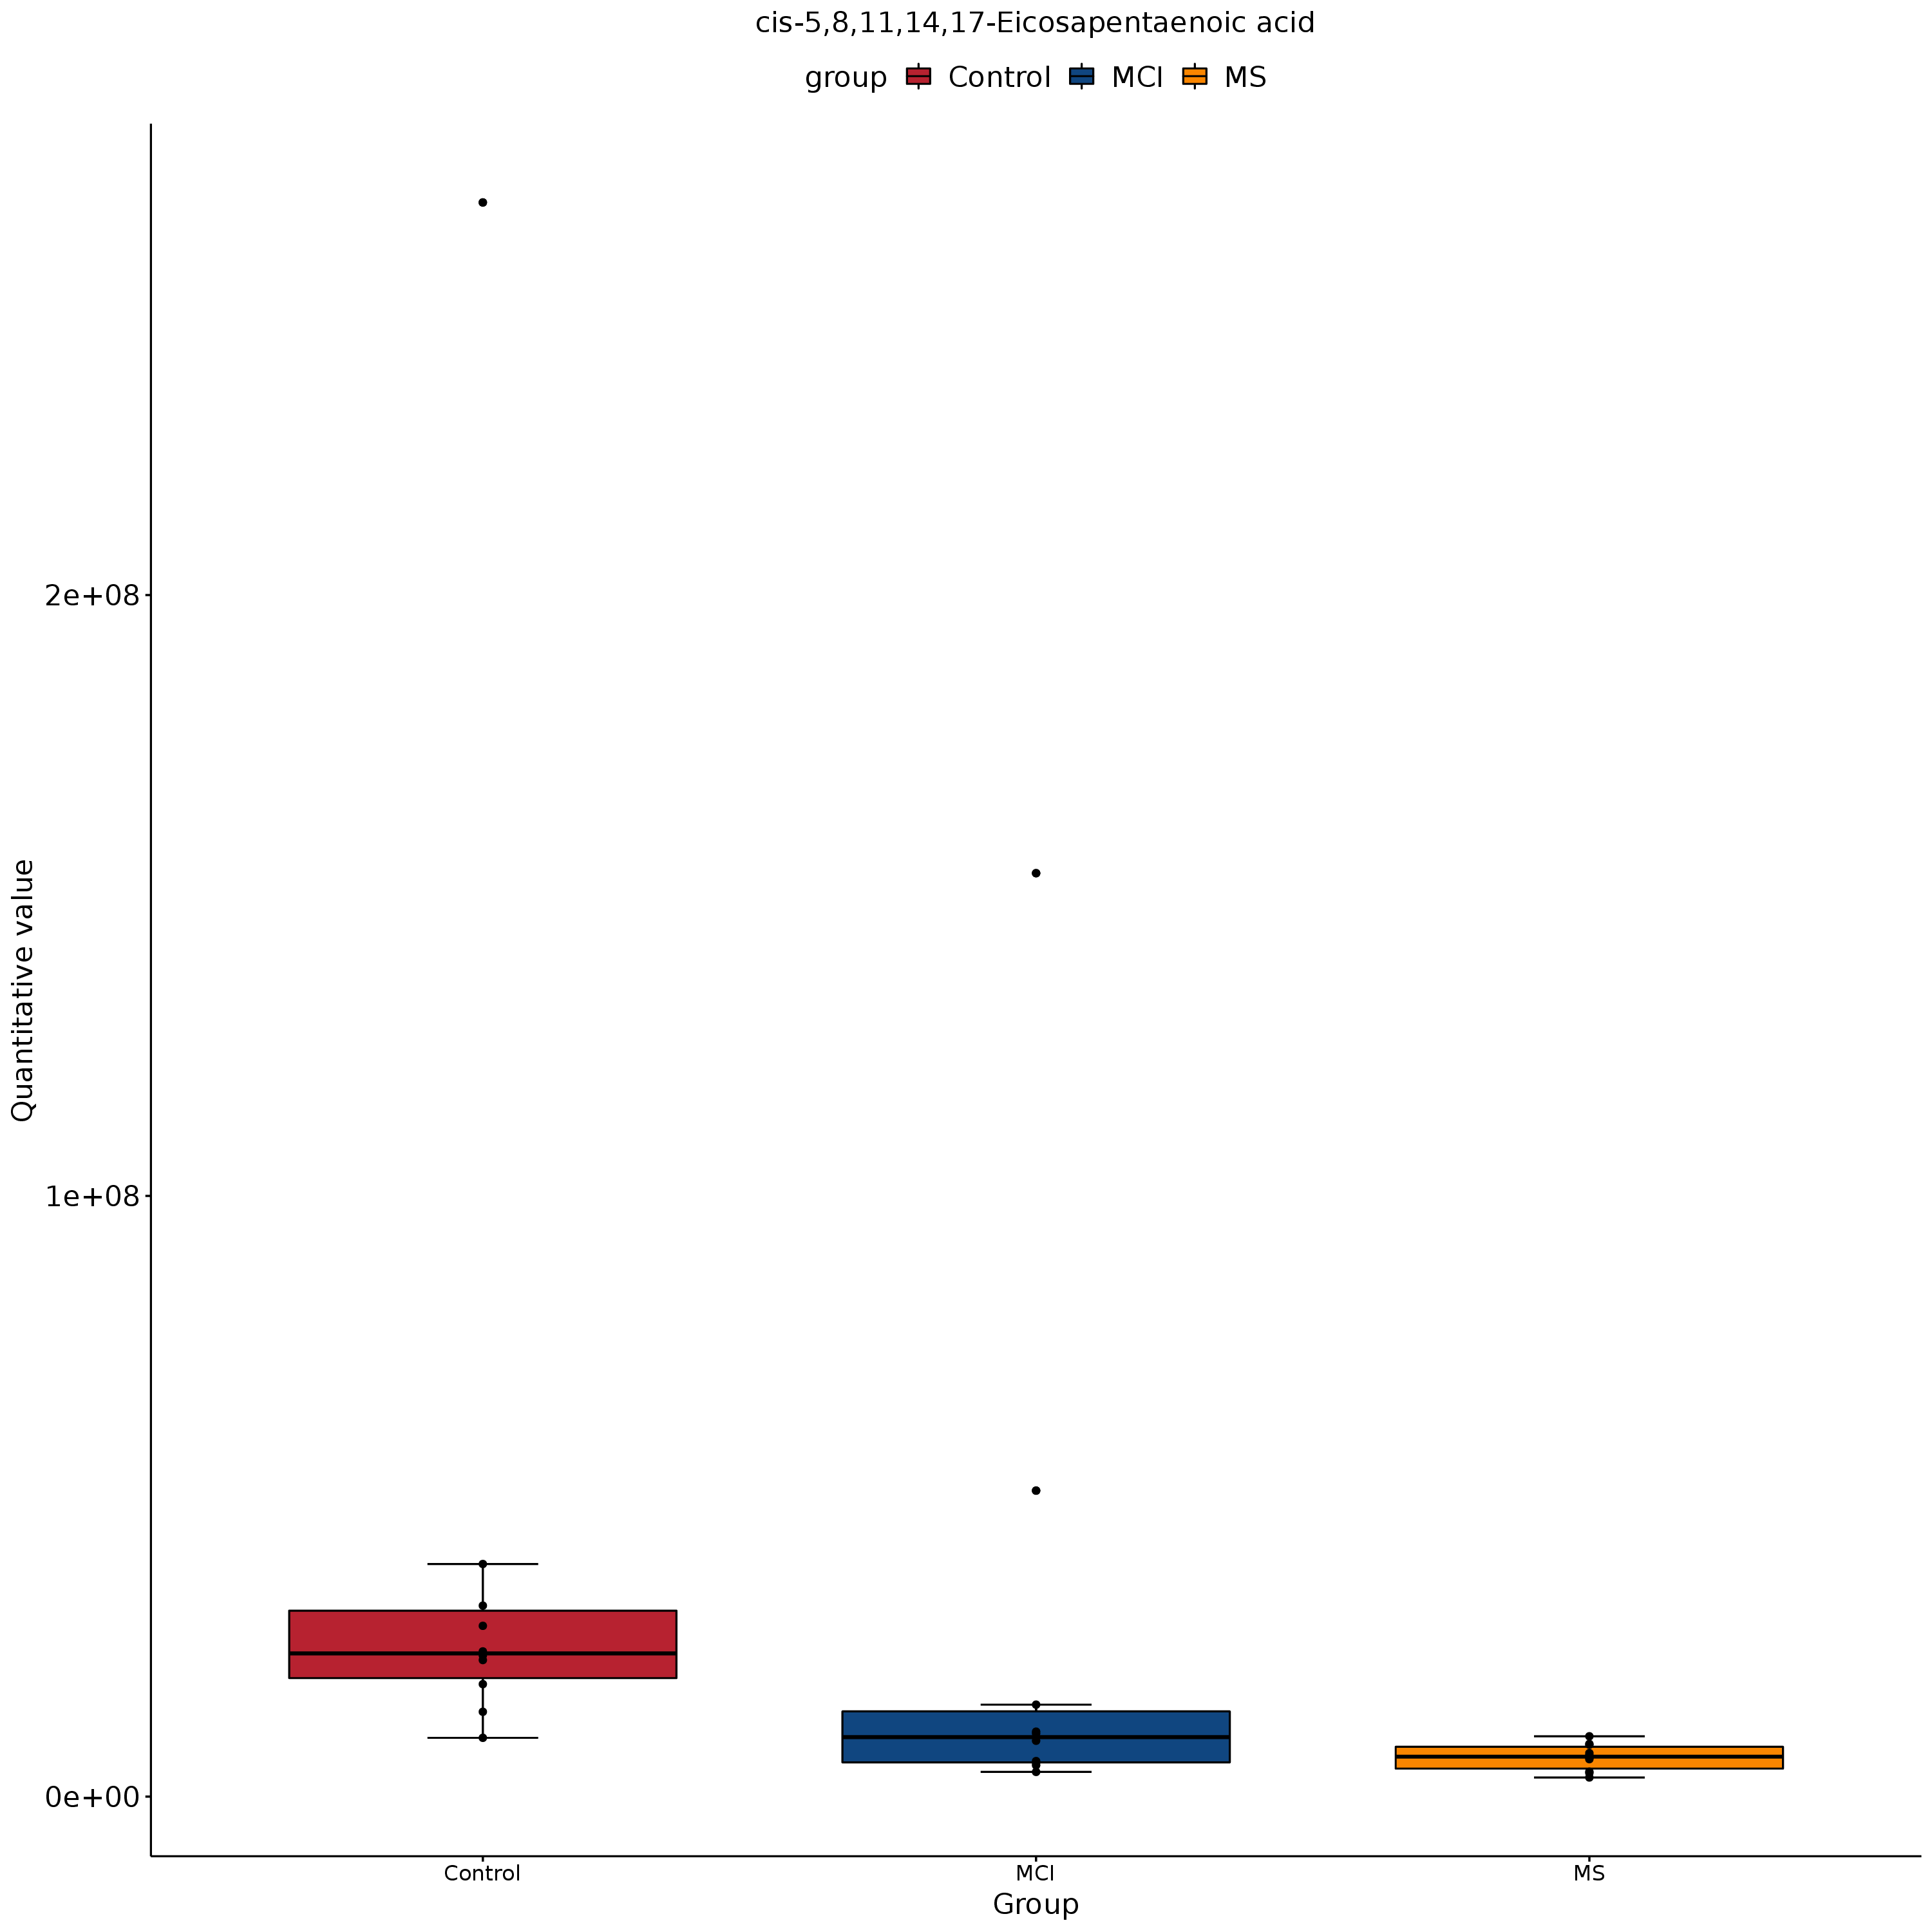 cis-5,8,11,14,17-Eicosapentaenoic acid
group Control MCI MS
Quantitative value
2e+08
1e+08
0e+00
Control MCI MS
Group